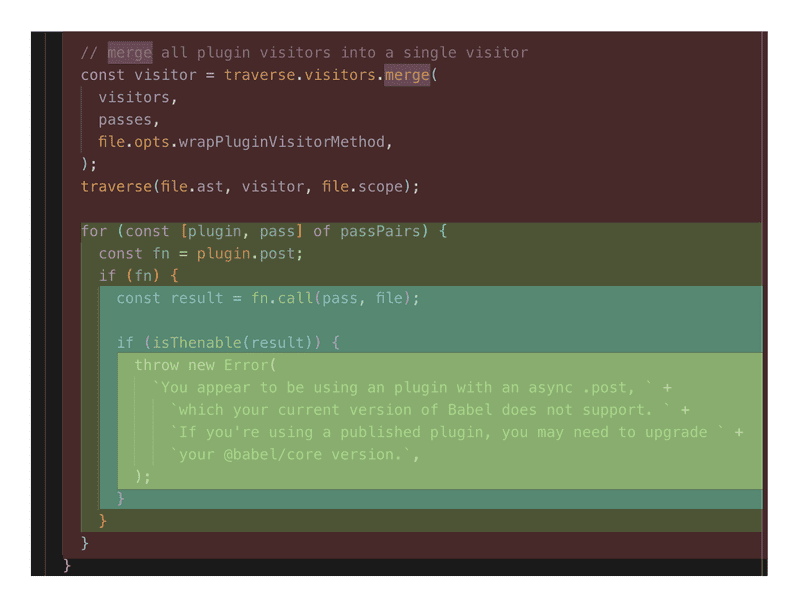 // merge all plugin visitors into a single visitor
const visitor = traverse.visitors.merge(
visitors,
passes,
file.opts.wrapPluginVisitorMethod,
);
traverse(file.ast, visitor, file.scope);
for (const [plugin, pass] of passPairs) {
const fn = plugin.post;
if (fn) {
const result = fn.call(pass, file);
if (isThenable(result)) {
throw new Error(
`You appear to be using an plugin with an async .post, ` +
`which your current version of Babel does not support. ` +
`If you're using a published plugin, you may need to upgrade ` +
`your @babel/core version.`,
);
}
}
}
}